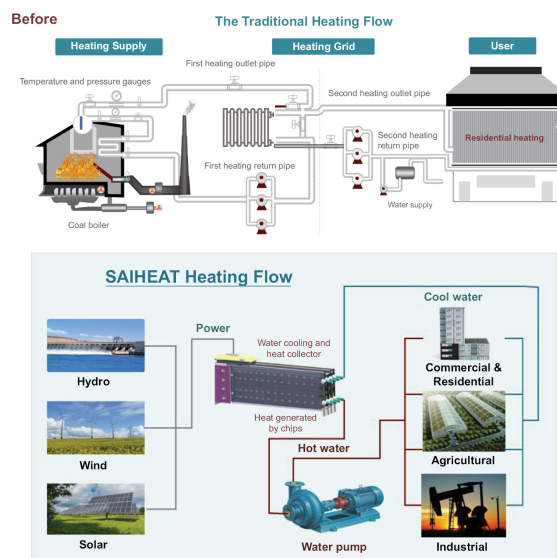 Before
The Traditional Heating Flow
Heating Supply
Heating Grid
User
First heating outlet pipe
Temperature and pressure gauges
Second heating outlet pipe
Second heating
return pipe
Residential heating
First heating return pipe
Water supply
Coal boiler
SAIHEAT Heating Flow
Cool water
Power
Water cooling and
heat collector
Hydro
Commercial &
Residential
Heat generated
by chips
Hot water
Wind
Agricultural
Solar
Water pump
Industrial